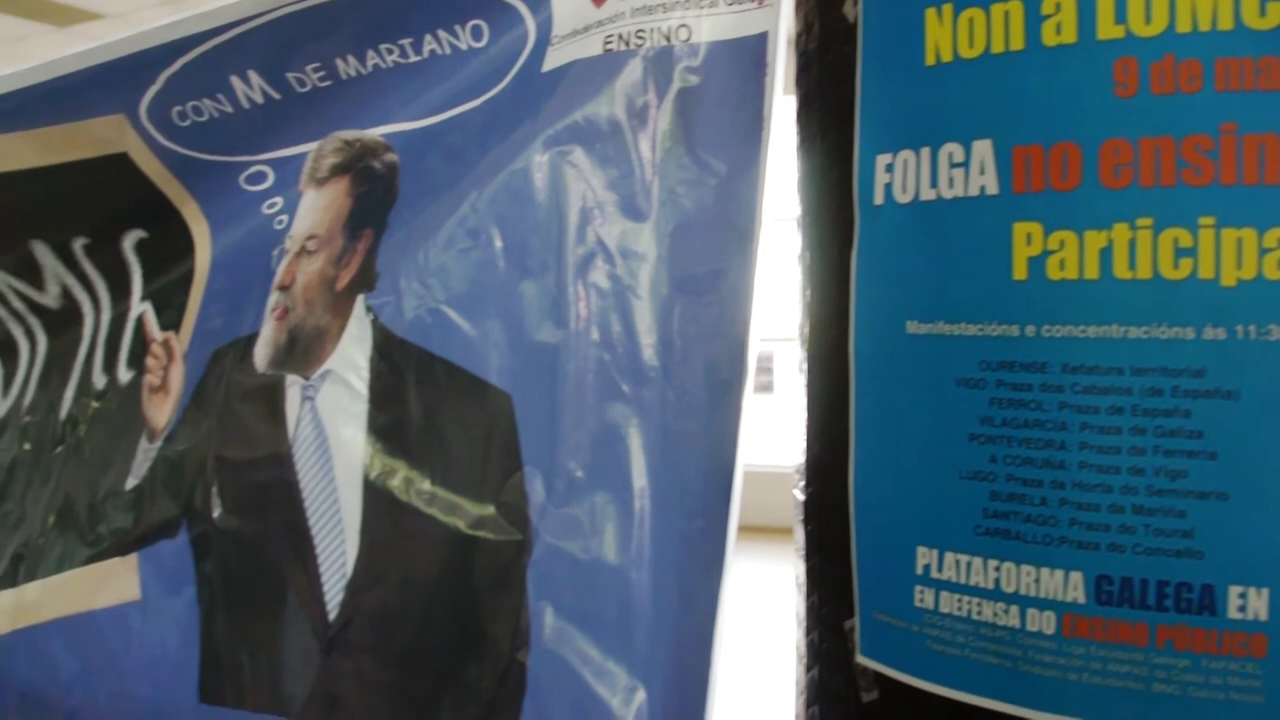 CON M DE MARIANO
Confederación Intersindical Galega
ENSINO
Non á LOMC
9 de ma
FOLGA no ensin
Participa
Manifestacións e concentracións ás 11:3
OURENSE: Xefatura territorial
VIGO: Praza dos Cabalos (de España)
FERROL: Praza de España
VILAGARCÍA: Praza de Galiza
PONTEVEDRA: Praza da Ferrería
A CORUÑA: Praza de Vigo
LUGO: Praza da Horta do Seminario
BURELA: Praza da Mariña
SANTIAGO: Praza do Toural
CARBALLO:Praza do Concello
PLATAFORMA GALEGA EN
EN DEFENSA DO ENSINO PÚBLICO